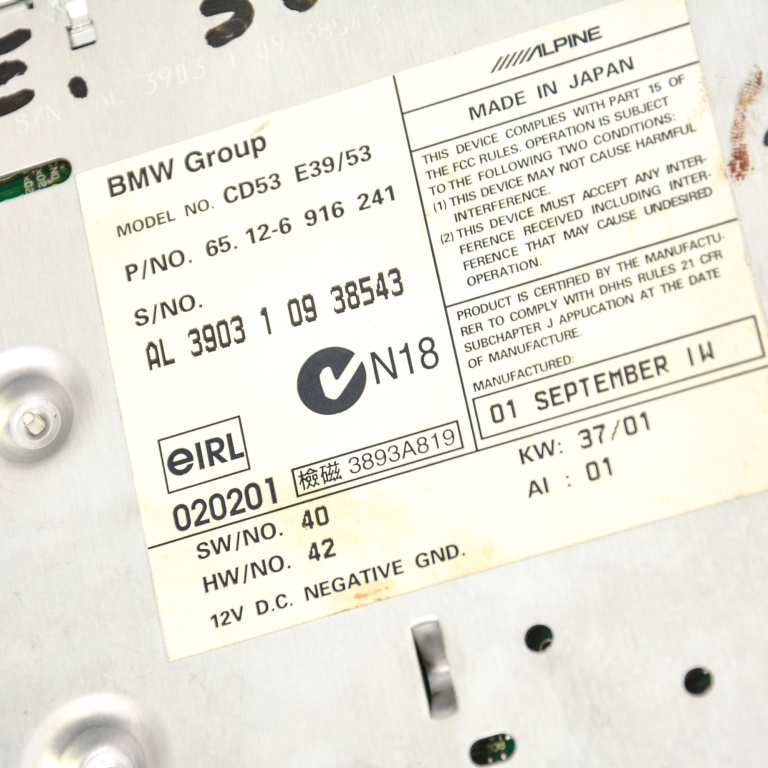 BMW Group
MODEL NO. CD53 E39/53
P/NO. 65. 12-6 916 241
S/NO.
AL 3903 1 09 38543
N18
eIRL
020201
檢磁 3893A819
SW/NO. 40
HW/NO. 42
12V D.C. NEGATIVE GND.
ALPINE
MADE IN JAPAN
THIS DEVICE COMPLIES WITH PART 15 OF
THE FCC RULES. OPERATION IS SUBJECT
TO THE FOLLOWING TWO CONDITIONS:
(1) THIS DEVICE MAY NOT CAUSE HARMFUL
INTERFERENCE.
(2) THIS DEVICE MUST ACCEPT ANY INTER-
FERENCE RECEIVED INCLUDING INTER-
FERENCE THAT MAY CAUSE UNDESIRED
OPERATION.
PRODUCT IS CERTIFIED BY THE MANUFACTU-
RER TO COMPLY WITH DHHS RULES 21 CFR
SUBCHAPTER J APPLICATION AT THE DATE
OF MANUFACTURE.
MANUFACTURED:
01 SEPTEMBER IW
KW: 37/01
AI : 01